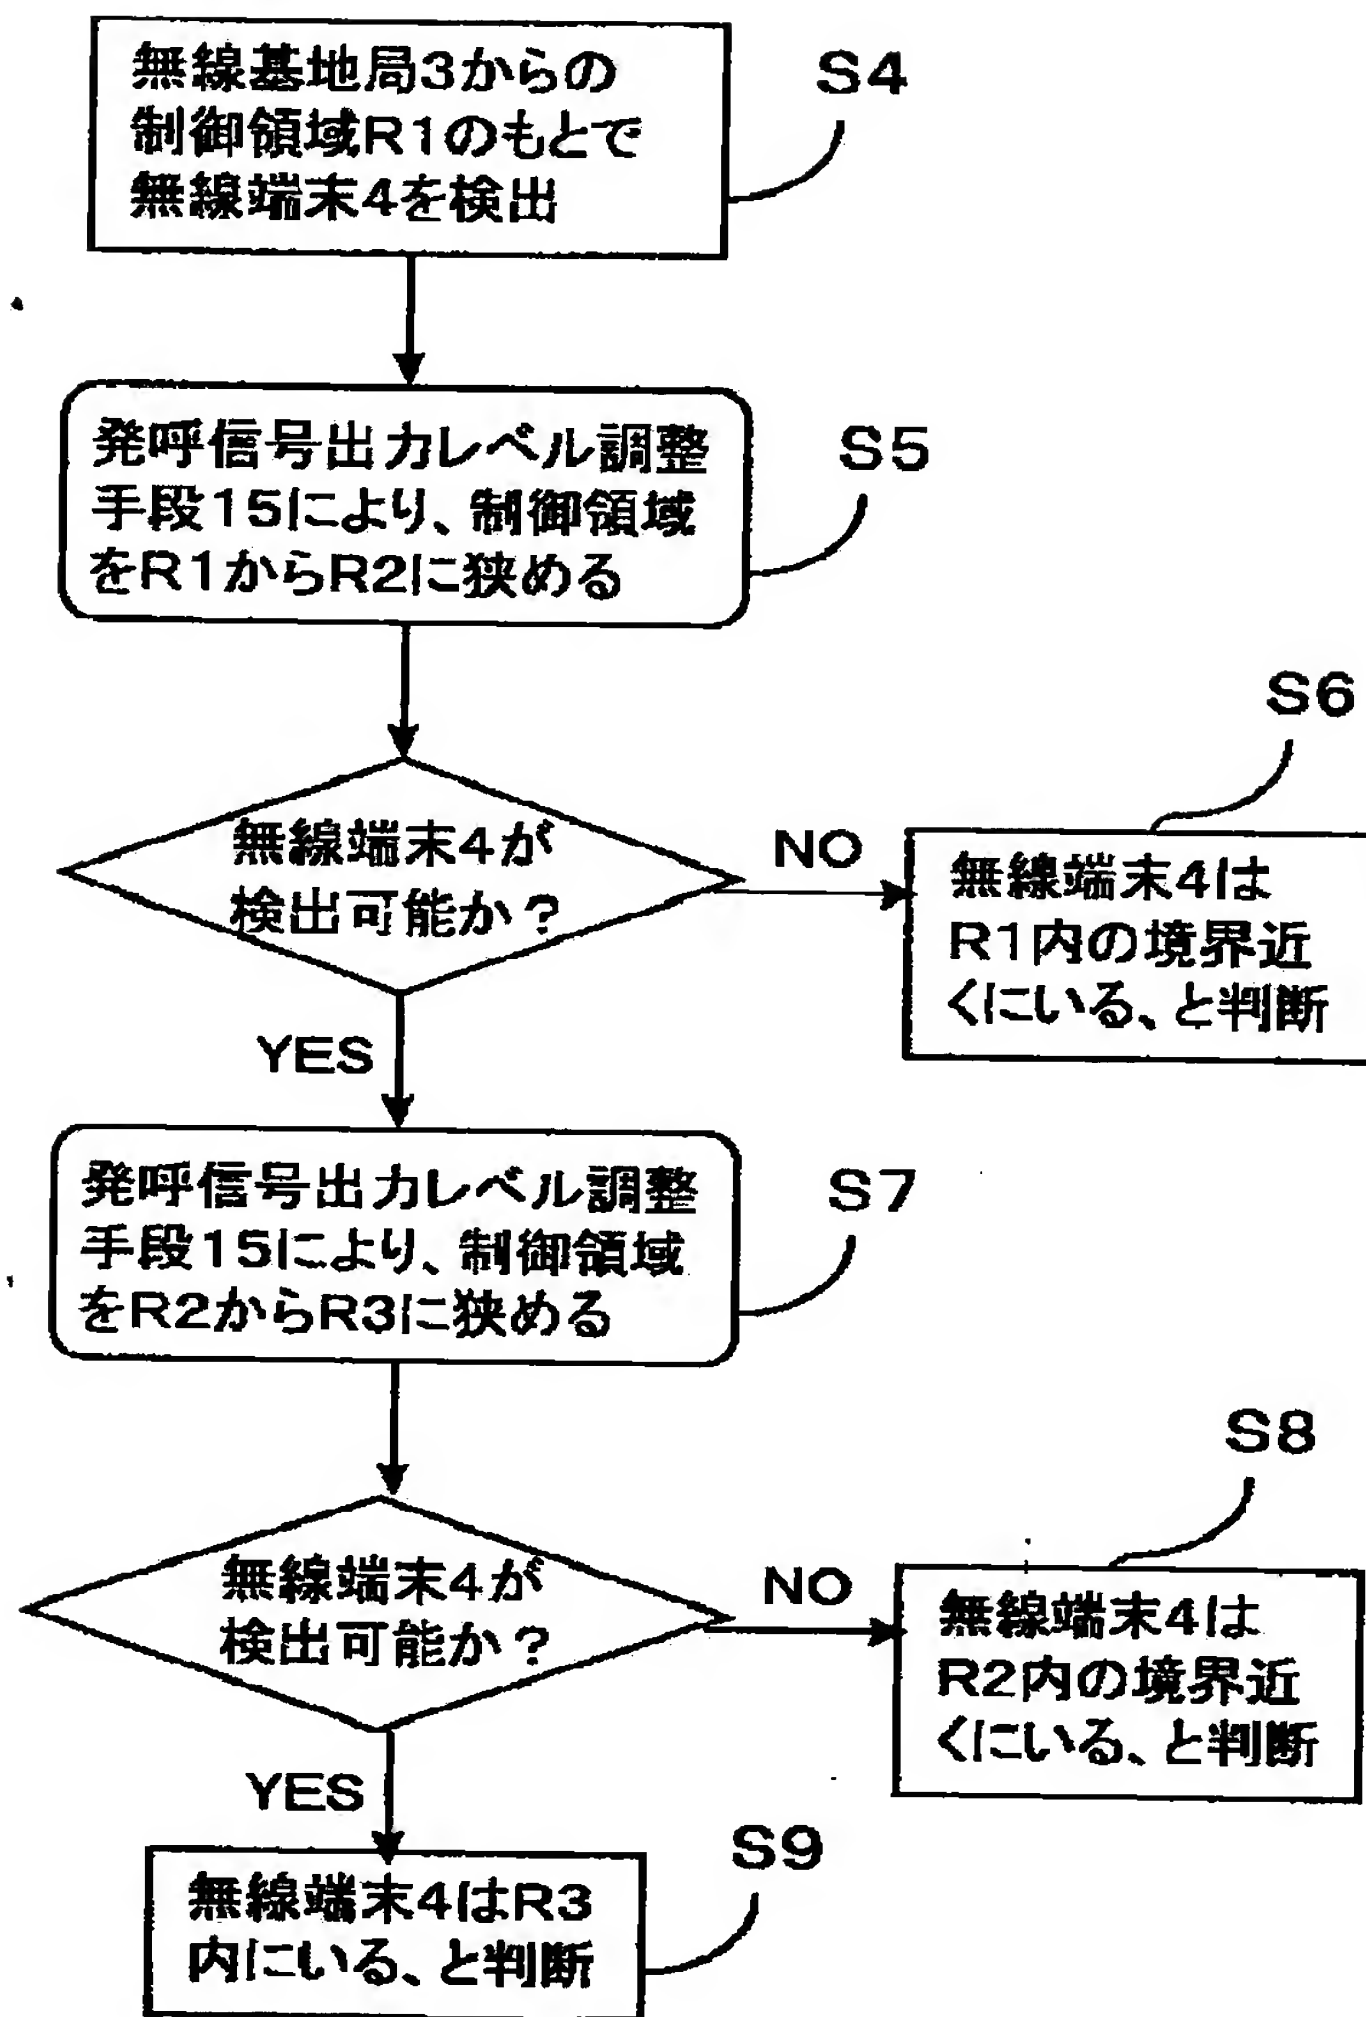 無線基地局3からの
制御領域R1のもとで
無線端末4を検出
S4
発呼信号出力レベル調整
手段15により、制御領域
をR1からR2に狭める
S5
無線端末4が
検出可能か?
NO
S6
無線端末4は
R1内の境界近
くにいる、と判断
YES
発呼信号出力レベル調整
手段15により、制御領域
をR2からR3に狭める
S7
無線端末4が
検出可能か?
NO
S8
無線端末4は
R2内の境界近
くにいる、と判断
YES
S9
無線端末4はR3
内にいる、と判断